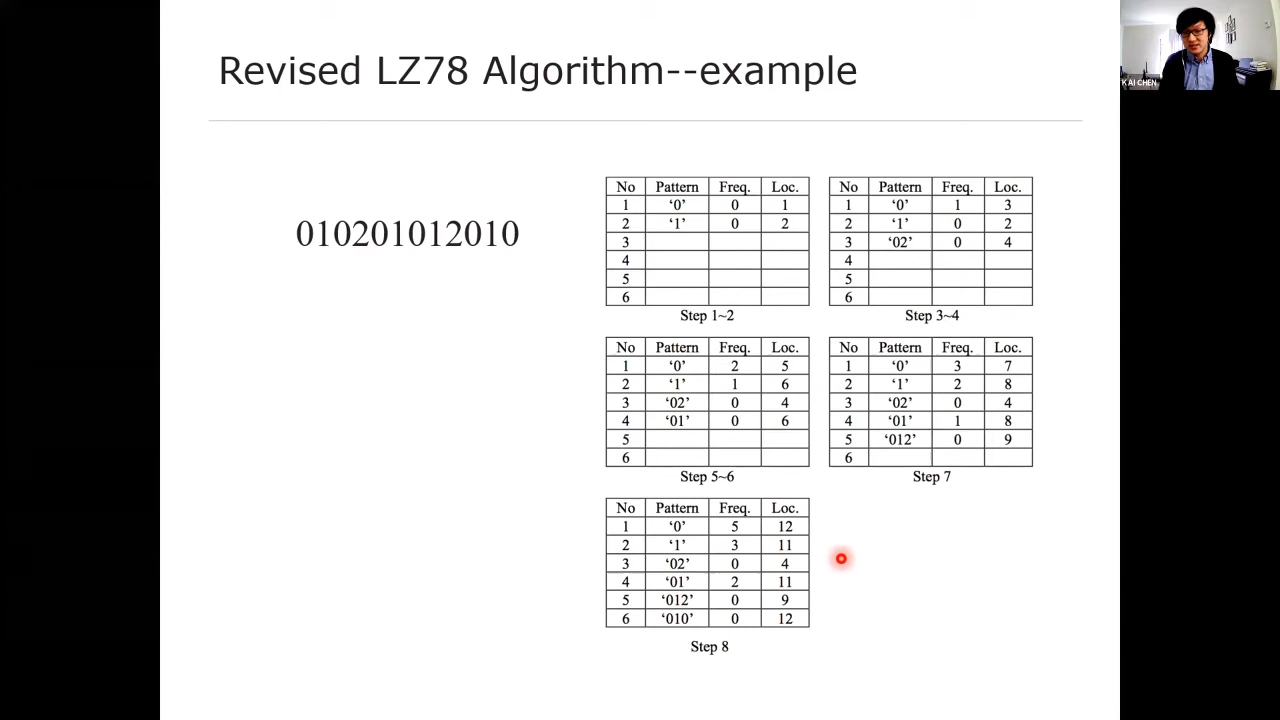 Revised LZ78 Algorithm--example
KAI CHEN
010201012010
No Pattern Freq. Loc.
1 ‘0’ 0 1
2 ‘1’ 0 2
3
4
5
6
Step 1~2
No Pattern Freq. Loc.
1 ‘0’ 1 3
2 ‘1’ 0 2
3 ‘02’ 0 4
4
5
6
Step 3~4
No Pattern Freq. Loc.
1 ‘0’ 2 5
2 ‘1’ 1 6
3 ‘02’ 0 4
4 ‘01’ 0 6
5
6
Step 5~6
No Pattern Freq. Loc.
1 ‘0’ 3 7
2 ‘1’ 2 8
3 ‘02’ 0 4
4 ‘01’ 1 8
5 ‘012’ 0 9
6
Step 7
No Pattern Freq. Loc.
1 ‘0’ 5 12
2 ‘1’ 3 11
3 ‘02’ 0 4
4 ‘01’ 2 11
5 ‘012’ 0 9
6 ‘010’ 0 12
Step 8